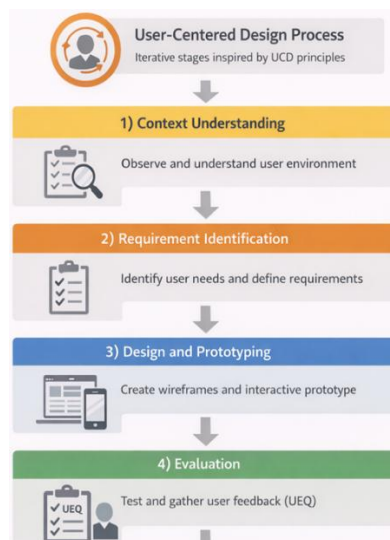 User-Centered Design Process
Iterative stages inspired by UCD principles
1) Context Understanding
Observe and understand user environment
2) Requirement Identification
Identify user needs and define requirements
3) Design and Prototyping
Create wireframes and interactive prototype
4) Evaluation
Test and gather user feedback (UEQ)
UEQ